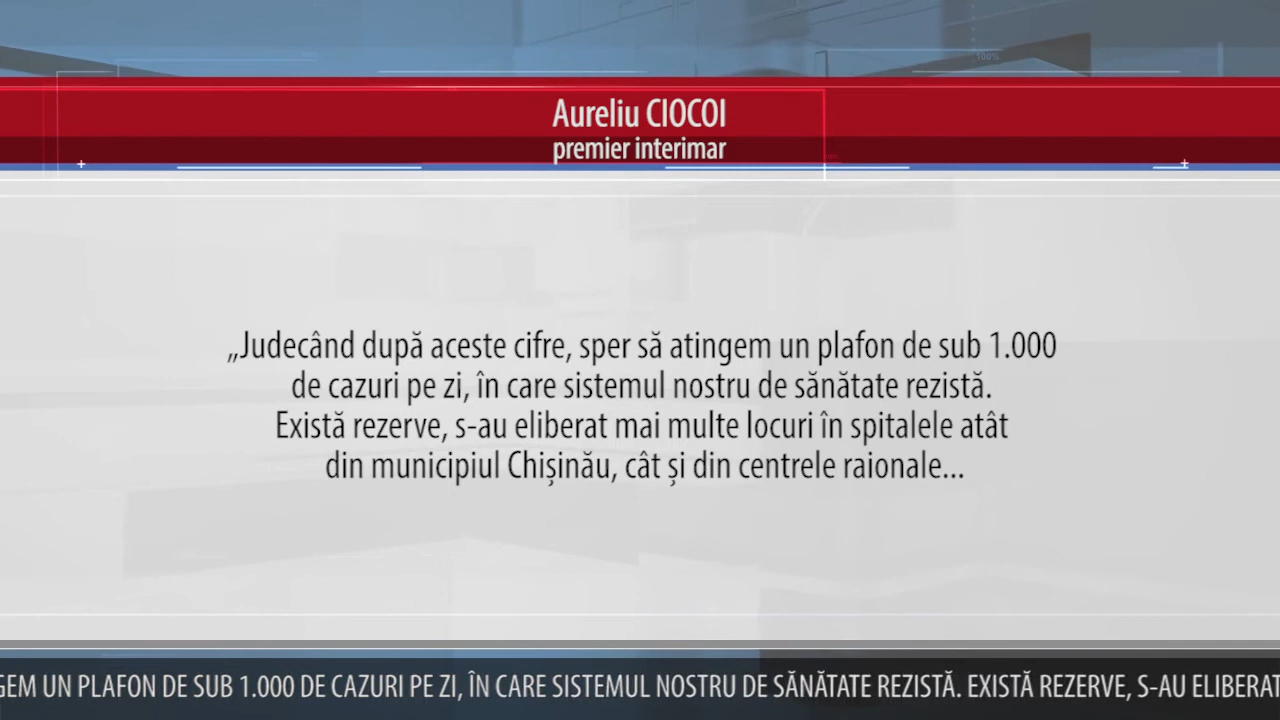 100%
Aureliu CIOCOI
premier interimar
„Judecând după aceste cifre, sper să atingem un plafon de sub 1.000
de cazuri pe zi, în care sistemul nostru de sănătate rezistă.
Există rezerve, s-au eliberat mai multe locuri în spitalele atât
din municipiul Chișinău, cât și din centrele raionale...
GEM UN PLAFON DE SUB 1.000 DE CAZURI PE ZI, ÎN CARE SISTEMUL NOSTRU DE SĂNĂTATE REZISTĂ. EXISTĂ REZERVE, S-AU ELIBERAT